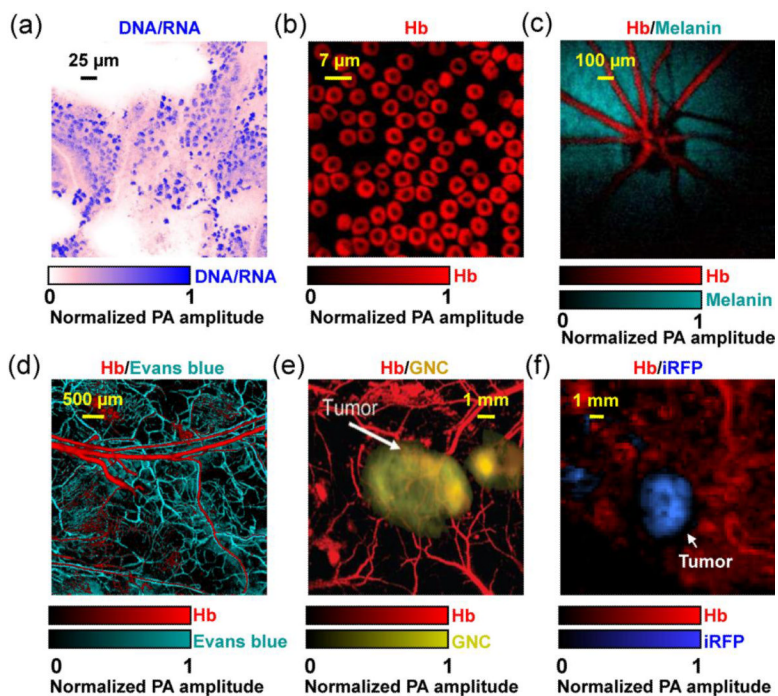 (a) DNA/RNA
25 μm
DNA/RNA
0 1
Normalized PA amplitude
(b) Hb
7 μm
Hb
0 1
Normalized PA amplitude
(c) Hb/Melanin
100 μm
Hb
Melanin
0 1
Normalized PA amplitude
(d) Hb/Evans blue
500 μm
Hb
Evans blue
0 1
Normalized PA amplitude
(e) Hb/GNC
Tumor
1 mm
Hb
GNC
0 1
Normalized PA amplitude
(f) Hb/iRFP
1 mm
Tumor
Hb
iRFP
0 1
Normalized PA amplitude